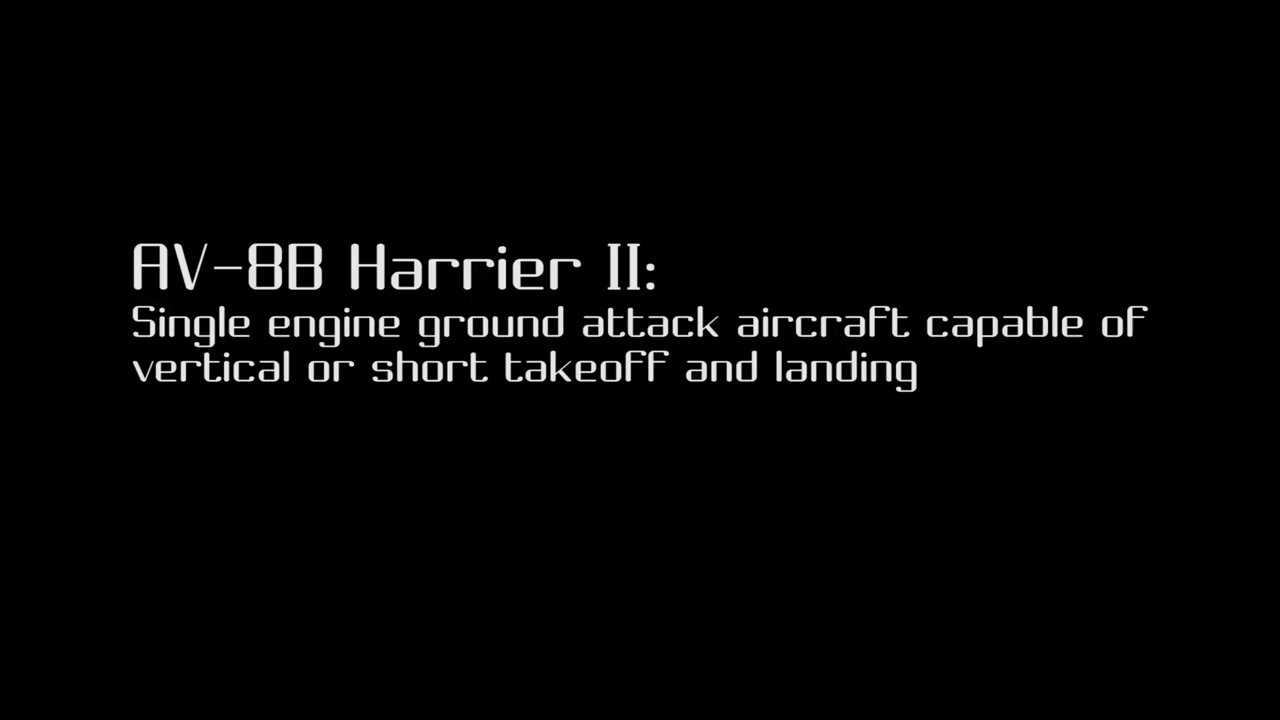 AV-8B Harrier II:
Single engine ground attack aircraft capable of
vertical or short takeoff and landing